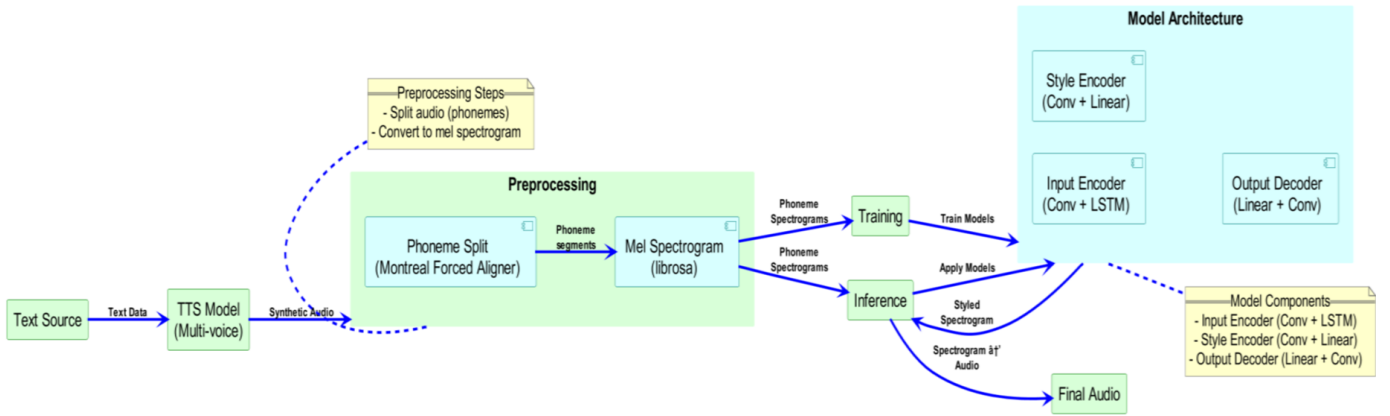 Model Architecture
Style Encoder
(Conv + Linear)
Preprocessing Steps
- Split audio (phonemes)
- Convert to mel spectrogram
Input Encoder
(Conv + LSTM)
Output Decoder
(Linear + Conv)
Preprocessing
Phoneme Split
(Montreal Forced Aligner)
Phoneme
segments
Mel Spectrogram
(librosa)
Phoneme
Spectrograms
Training
Train Models
Phoneme
Spectrograms
Inference
Apply Models
Styled
Spectrogram
Text Source
Text Data
TTS Model
(Multi-voice)
Synthetic Audio
Model Components
- Input Encoder (Conv + LSTM)
- Style Encoder (Conv + Linear)
- Output Decoder (Linear + Conv)
Spectrogram â†’
Audio
Final Audio